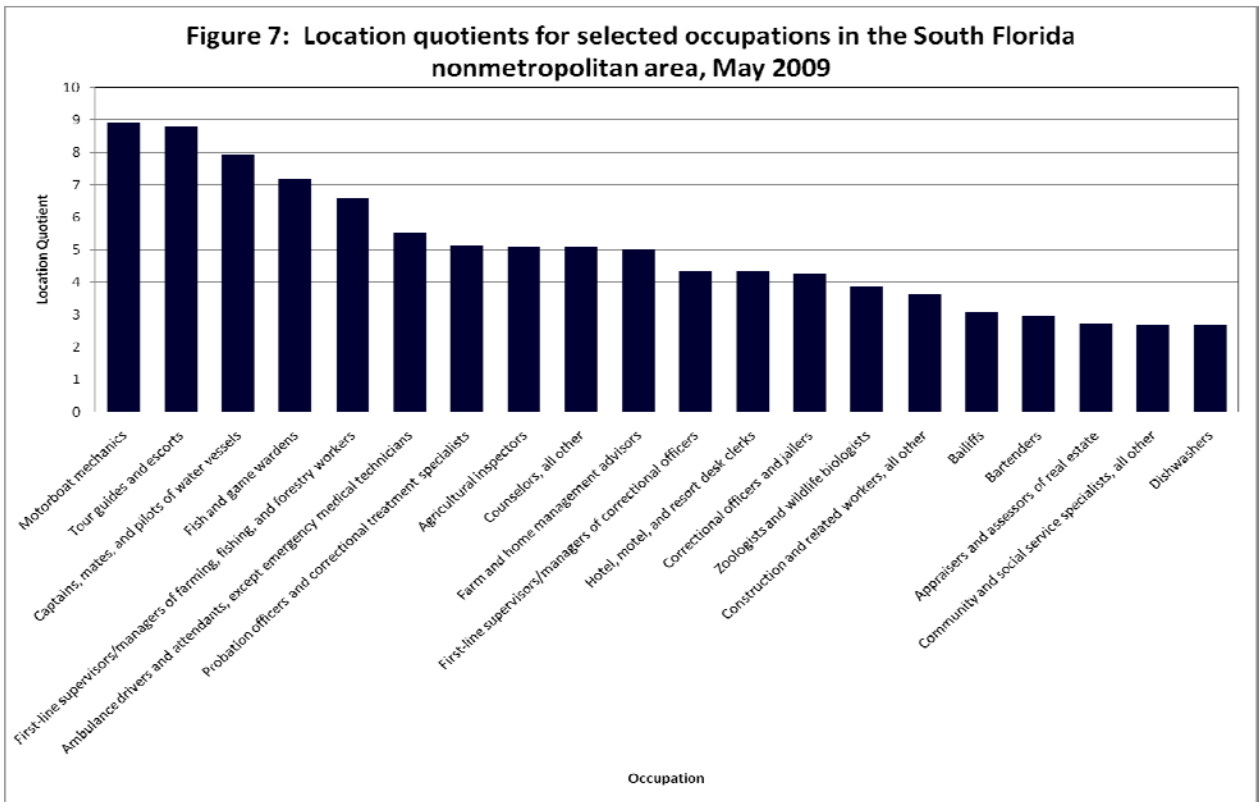 Figure 7: Location quotients for selected occupations in the South Florida
nonmetropolitan area, May 2009
10
9
8
7
6
5
4
3
2
1
0
Location Quotient
Motorboat mechanics
Tour guides and escorts
Captains, mates, and pilots of water vessels
Fish and game wardens
First-line supervisors/managers of farming, fishing, and forestry workers
Ambulance drivers and attendants, except emergency medical technicians
Probation officers and correctional treatment specialists
Agricultural inspectors
Counselors, all other
Farm and home management advisors
First-line supervisors/managers of correctional officers
Hotel, motel, and resort desk clerks
Correctional officers and jailers
Zoologists and wildlife biologists
Construction and related workers, all other
Bailiffs
Bartenders
Appraisers and assessors of real estate
Community and social service specialists, all other
Dishwashers
Occupation